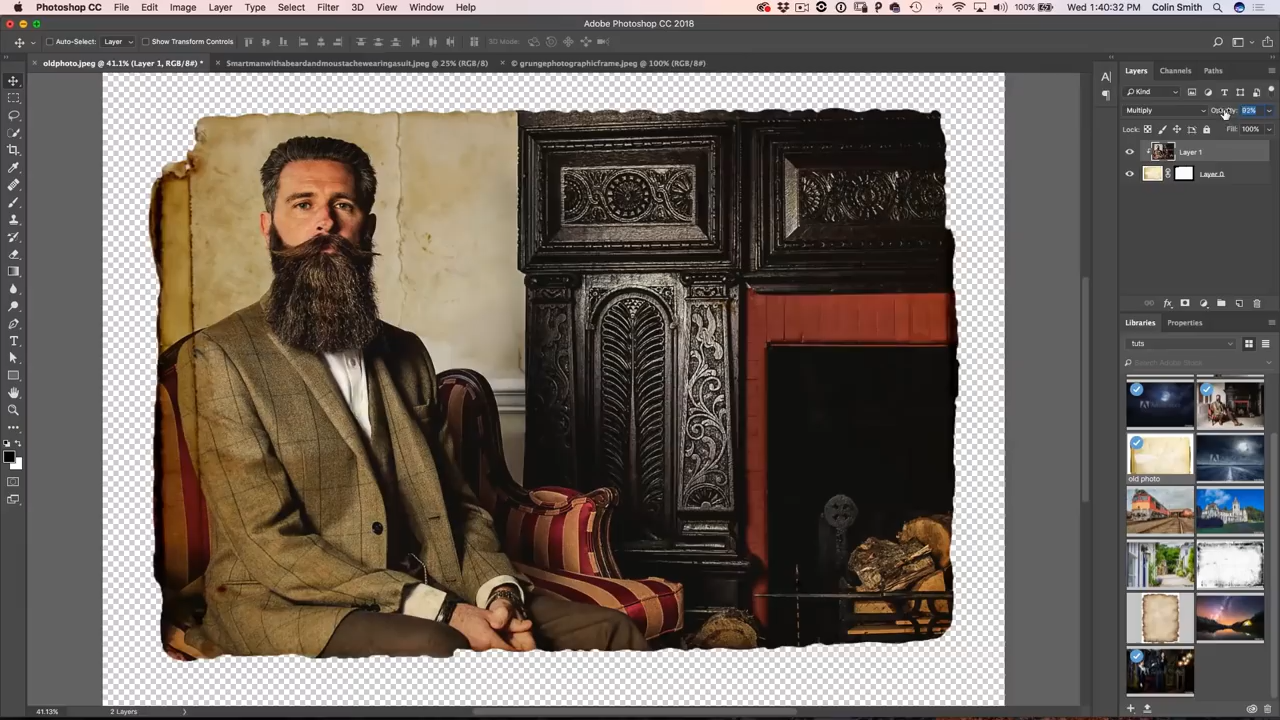 Photoshop CC File Edit Image Layer Type Select Filter 3D View Window Help 100% Wed 1:40:32 PM Colin Smith
Adobe Photoshop CC 2018
Auto-Select: Layer Show Transform Controls 3D Mode:
oldphoto.jpeg @ 41.1% (Layer 1, RGB/8#) * Smartmanwithabeardandmoustachewearingasuit.jpeg @ 25% (RGB/8) © grungephotographicframe.jpeg @ 100% (RGB/8#)
Layers Channels Paths
Kind
Multiply Opacity: 92%
Lock: Fill: 100%
Layer 1
Layer 0
Libraries Properties
tuts
Search Adobe Stock
old photo
41.13% 2 Layers